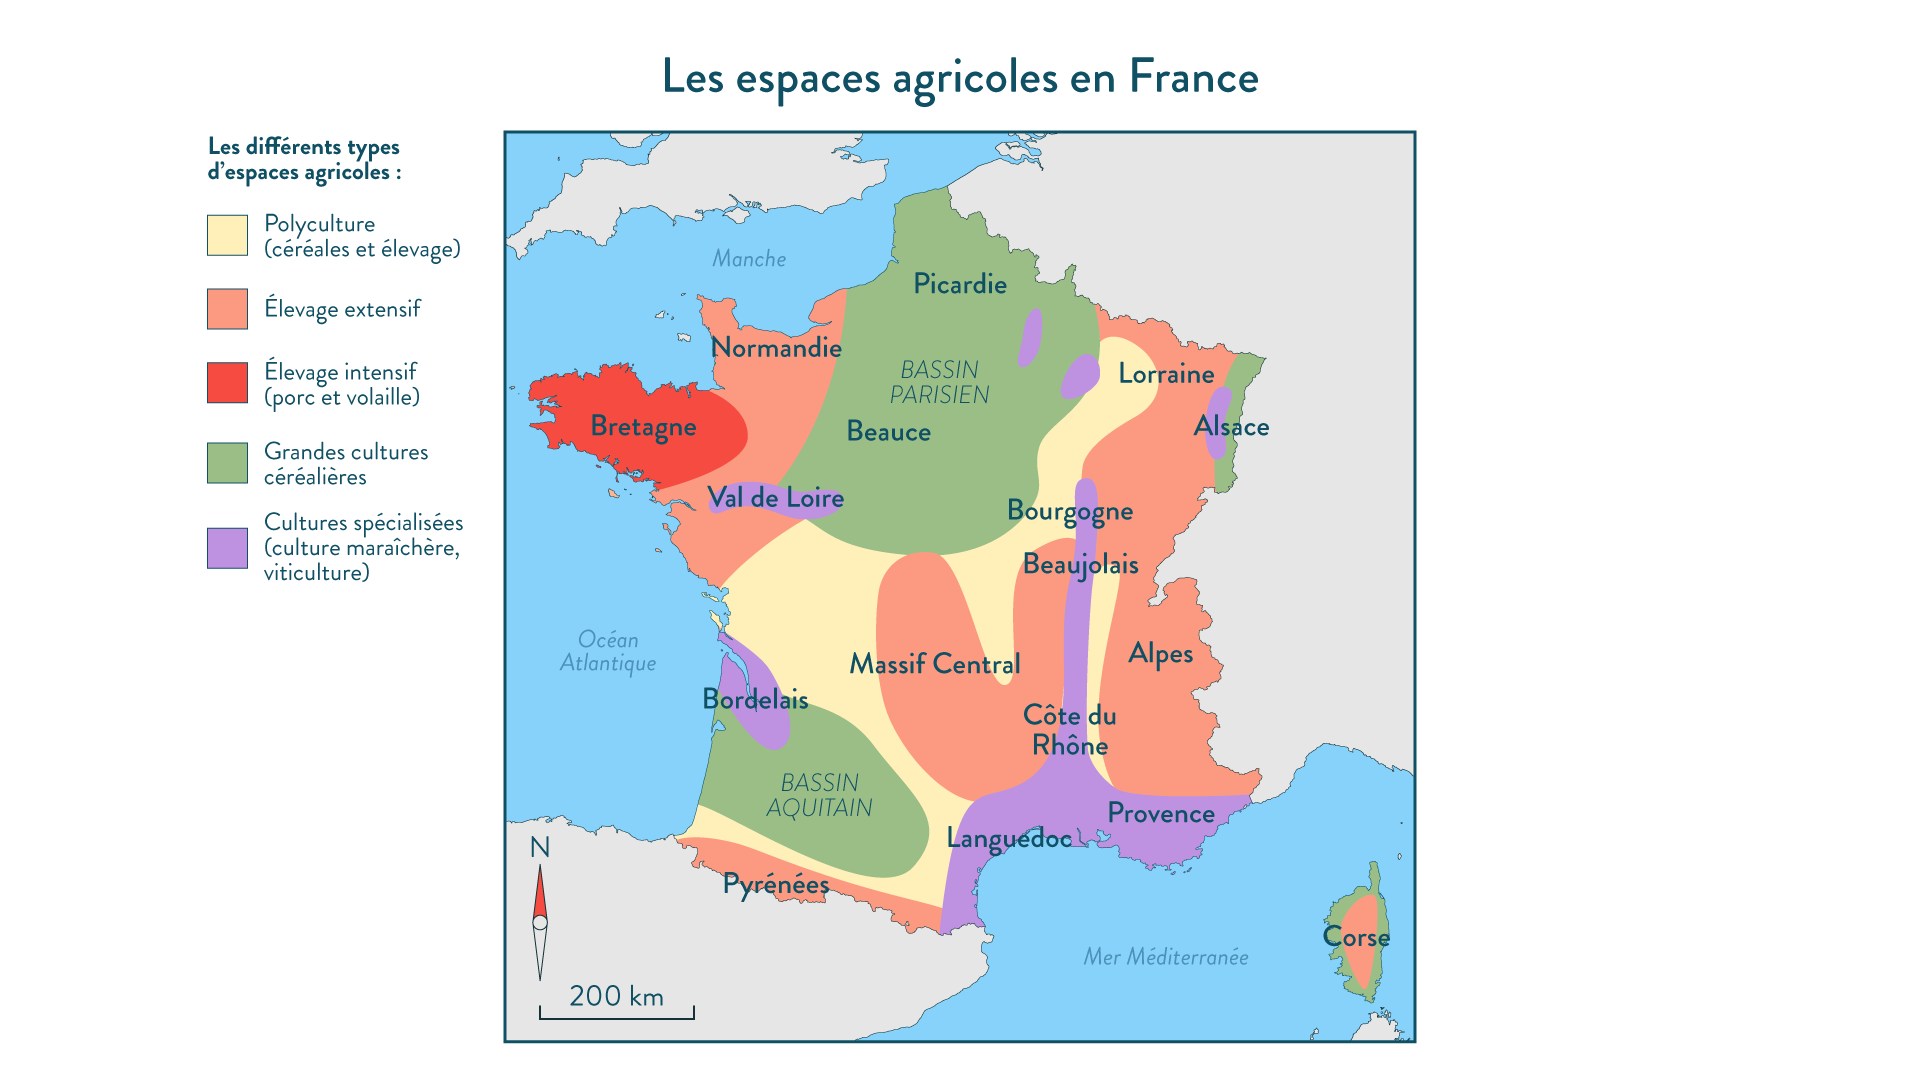 Les espaces agricoles en France
Les différents types
d'espaces agricoles :
Polyculture
(céréales et élevage)
Élevage extensif
Élevage intensif
(porc et volaille)
Grandes cultures
céréalières
Cultures spécialisées
(culture maraîchère,
viticulture)
Manche
Picardie
Normandie
BASSIN
PARISIEN
Lorraine
Bretagne
Beauce
Alsace
Val de Loire
Bourgogne
Beaujolais
Océan
Atlantique
Massif Central
Alpes
Bordelais
Côte du
Rhône
BASSIN
AQUITAIN
Provence
Languedoc
Pyrénées
Corse
Mer Méditerranée
N
200 km